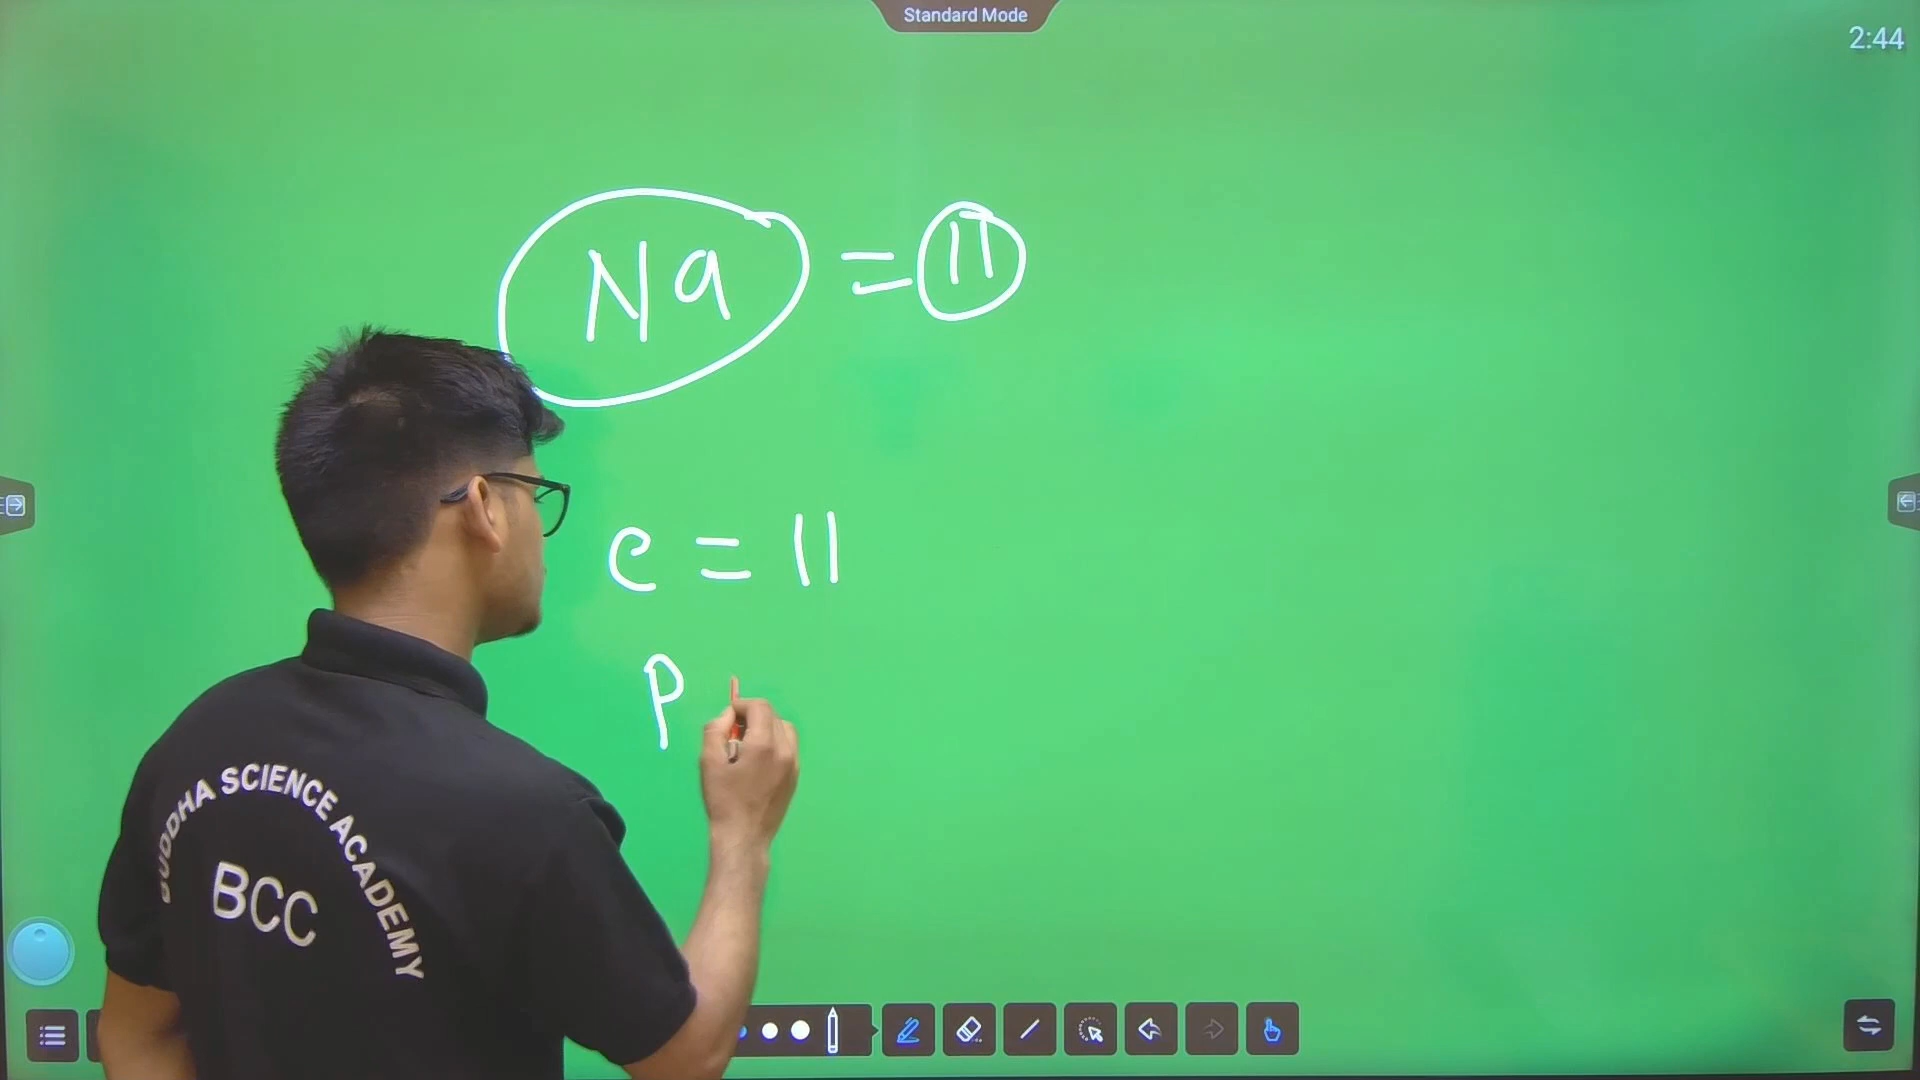 Standard Mode
2:44
Na = 11
e = 11
P
BUDDHA SCIENCE ACADEMY
BCC